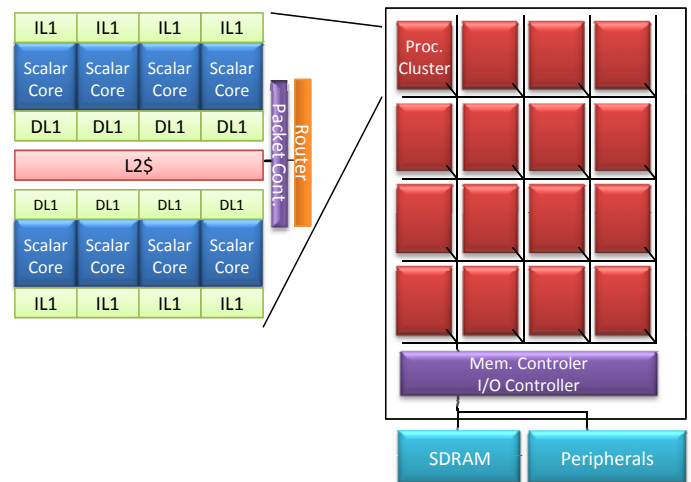 IL1 IL1 IL1 IL1
Scalar Core Scalar Core Scalar Core Scalar Core
DL1 DL1 DL1 DL1
L2$
DL1 DL1 DL1 DL1
Scalar Core Scalar Core Scalar Core Scalar Core
IL1 IL1 IL1 IL1
Packet Cont.
Router
Proc.
Cluster
Mem. Controler
I/O Controller
SDRAM
Peripherals